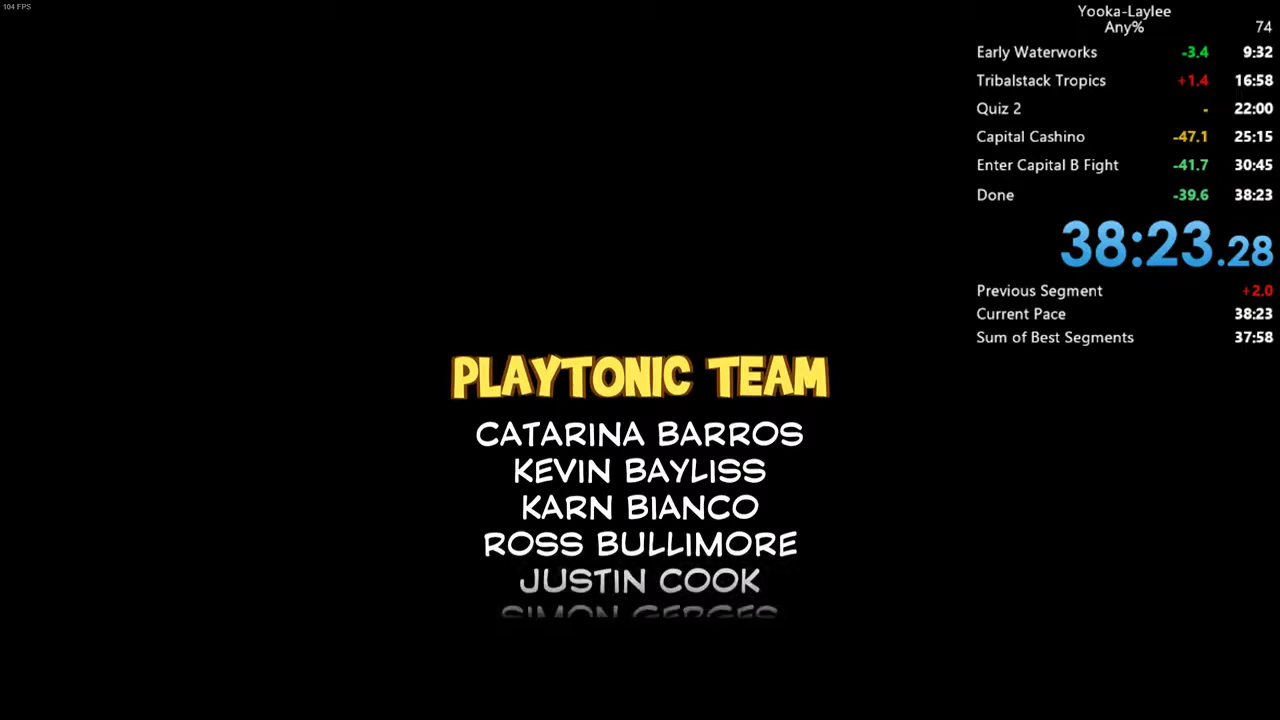 104 FPS
Yooka-Laylee
Any% 74
Early Waterworks -3.4 9:32
Tribalstack Tropics +1.4 16:58
Quiz 2 - 22:00
Capital Cashino -47.1 25:15
Enter Capital B Fight -41.7 30:45
Done -39.6 38:23
38:23.28
Previous Segment +2.0
Current Pace 38:23
Sum of Best Segments 37:58
PLAYTONIC TEAM
CATARINA BARROS
KEVIN BAYLISS
KARN BIANCO
ROSS BULLIMORE
JUSTIN COOK
SIMON GERGES